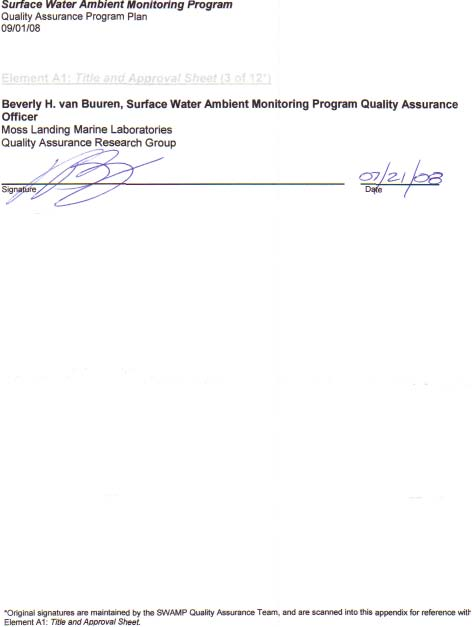 Surface Water Ambient Monitoring Program
Quality Assurance Program Plan
09/01/08
Element A1: Title and Approval Sheet (3 of 12*)
Beverly H. van Buuren, Surface Water Ambient Monitoring Program Quality Assurance
Officer
Moss Landing Marine Laboratories
Quality Assurance Research Group
07/21/08
Signature Date
*Original signatures are maintained by the SWAMP Quality Assurance Team, and are scanned into this appendix for reference with
Element A1: Title and Approval Sheet.